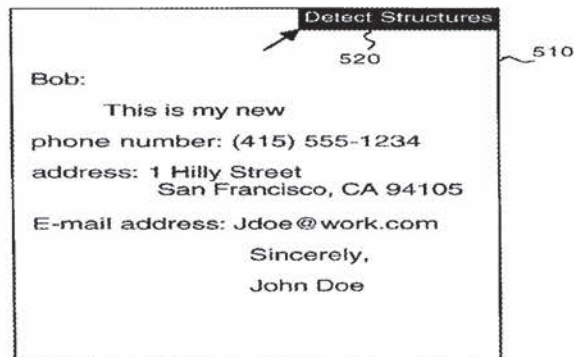 Detect Structures
520
510
Bob:
This is my new
phone number: (415) 555-1234
address: 1 Hilly Street
San Francisco, CA 94105
E-mail address: Jdoe@work.com
Sincerely,
John Doe